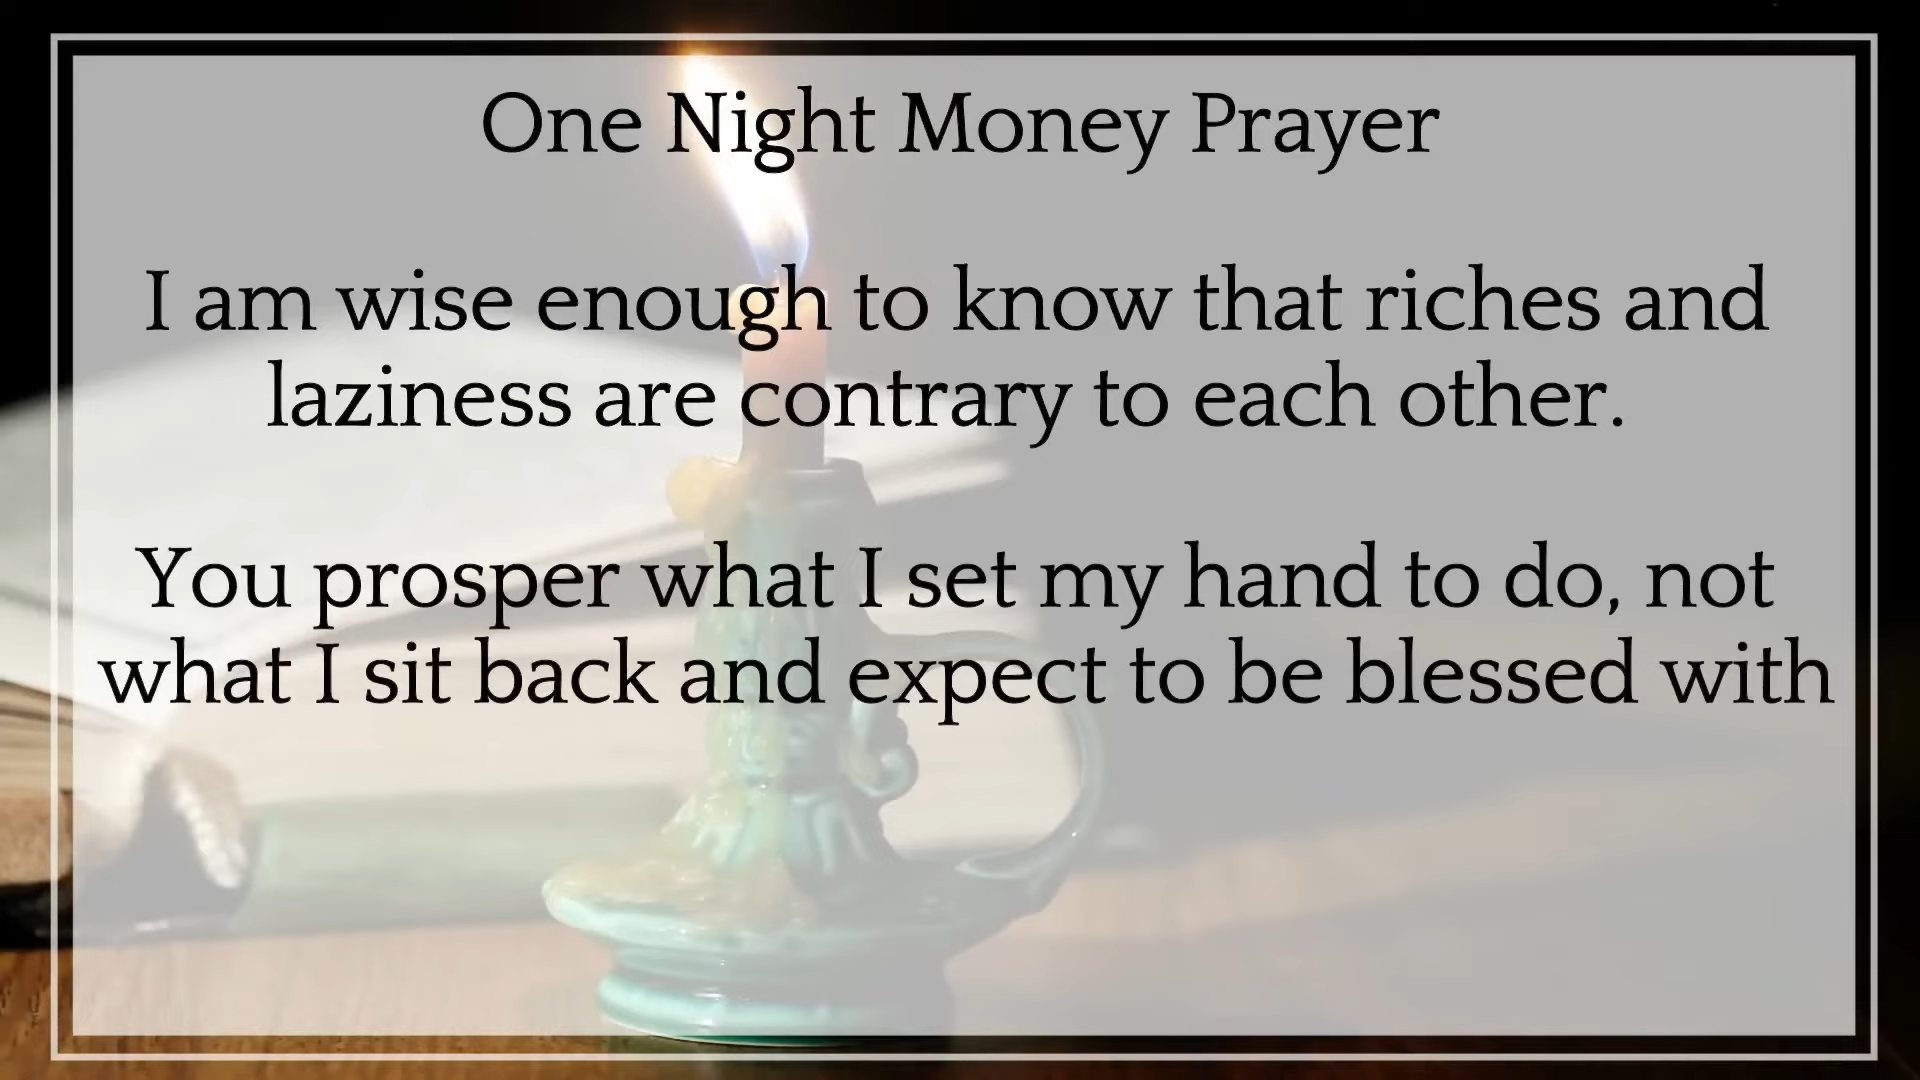 One Night Money Prayer
I am wise enough to know that riches and
laziness are contrary to each other.
You prosper what I set my hand to do, not
what I sit back and expect to be blessed with